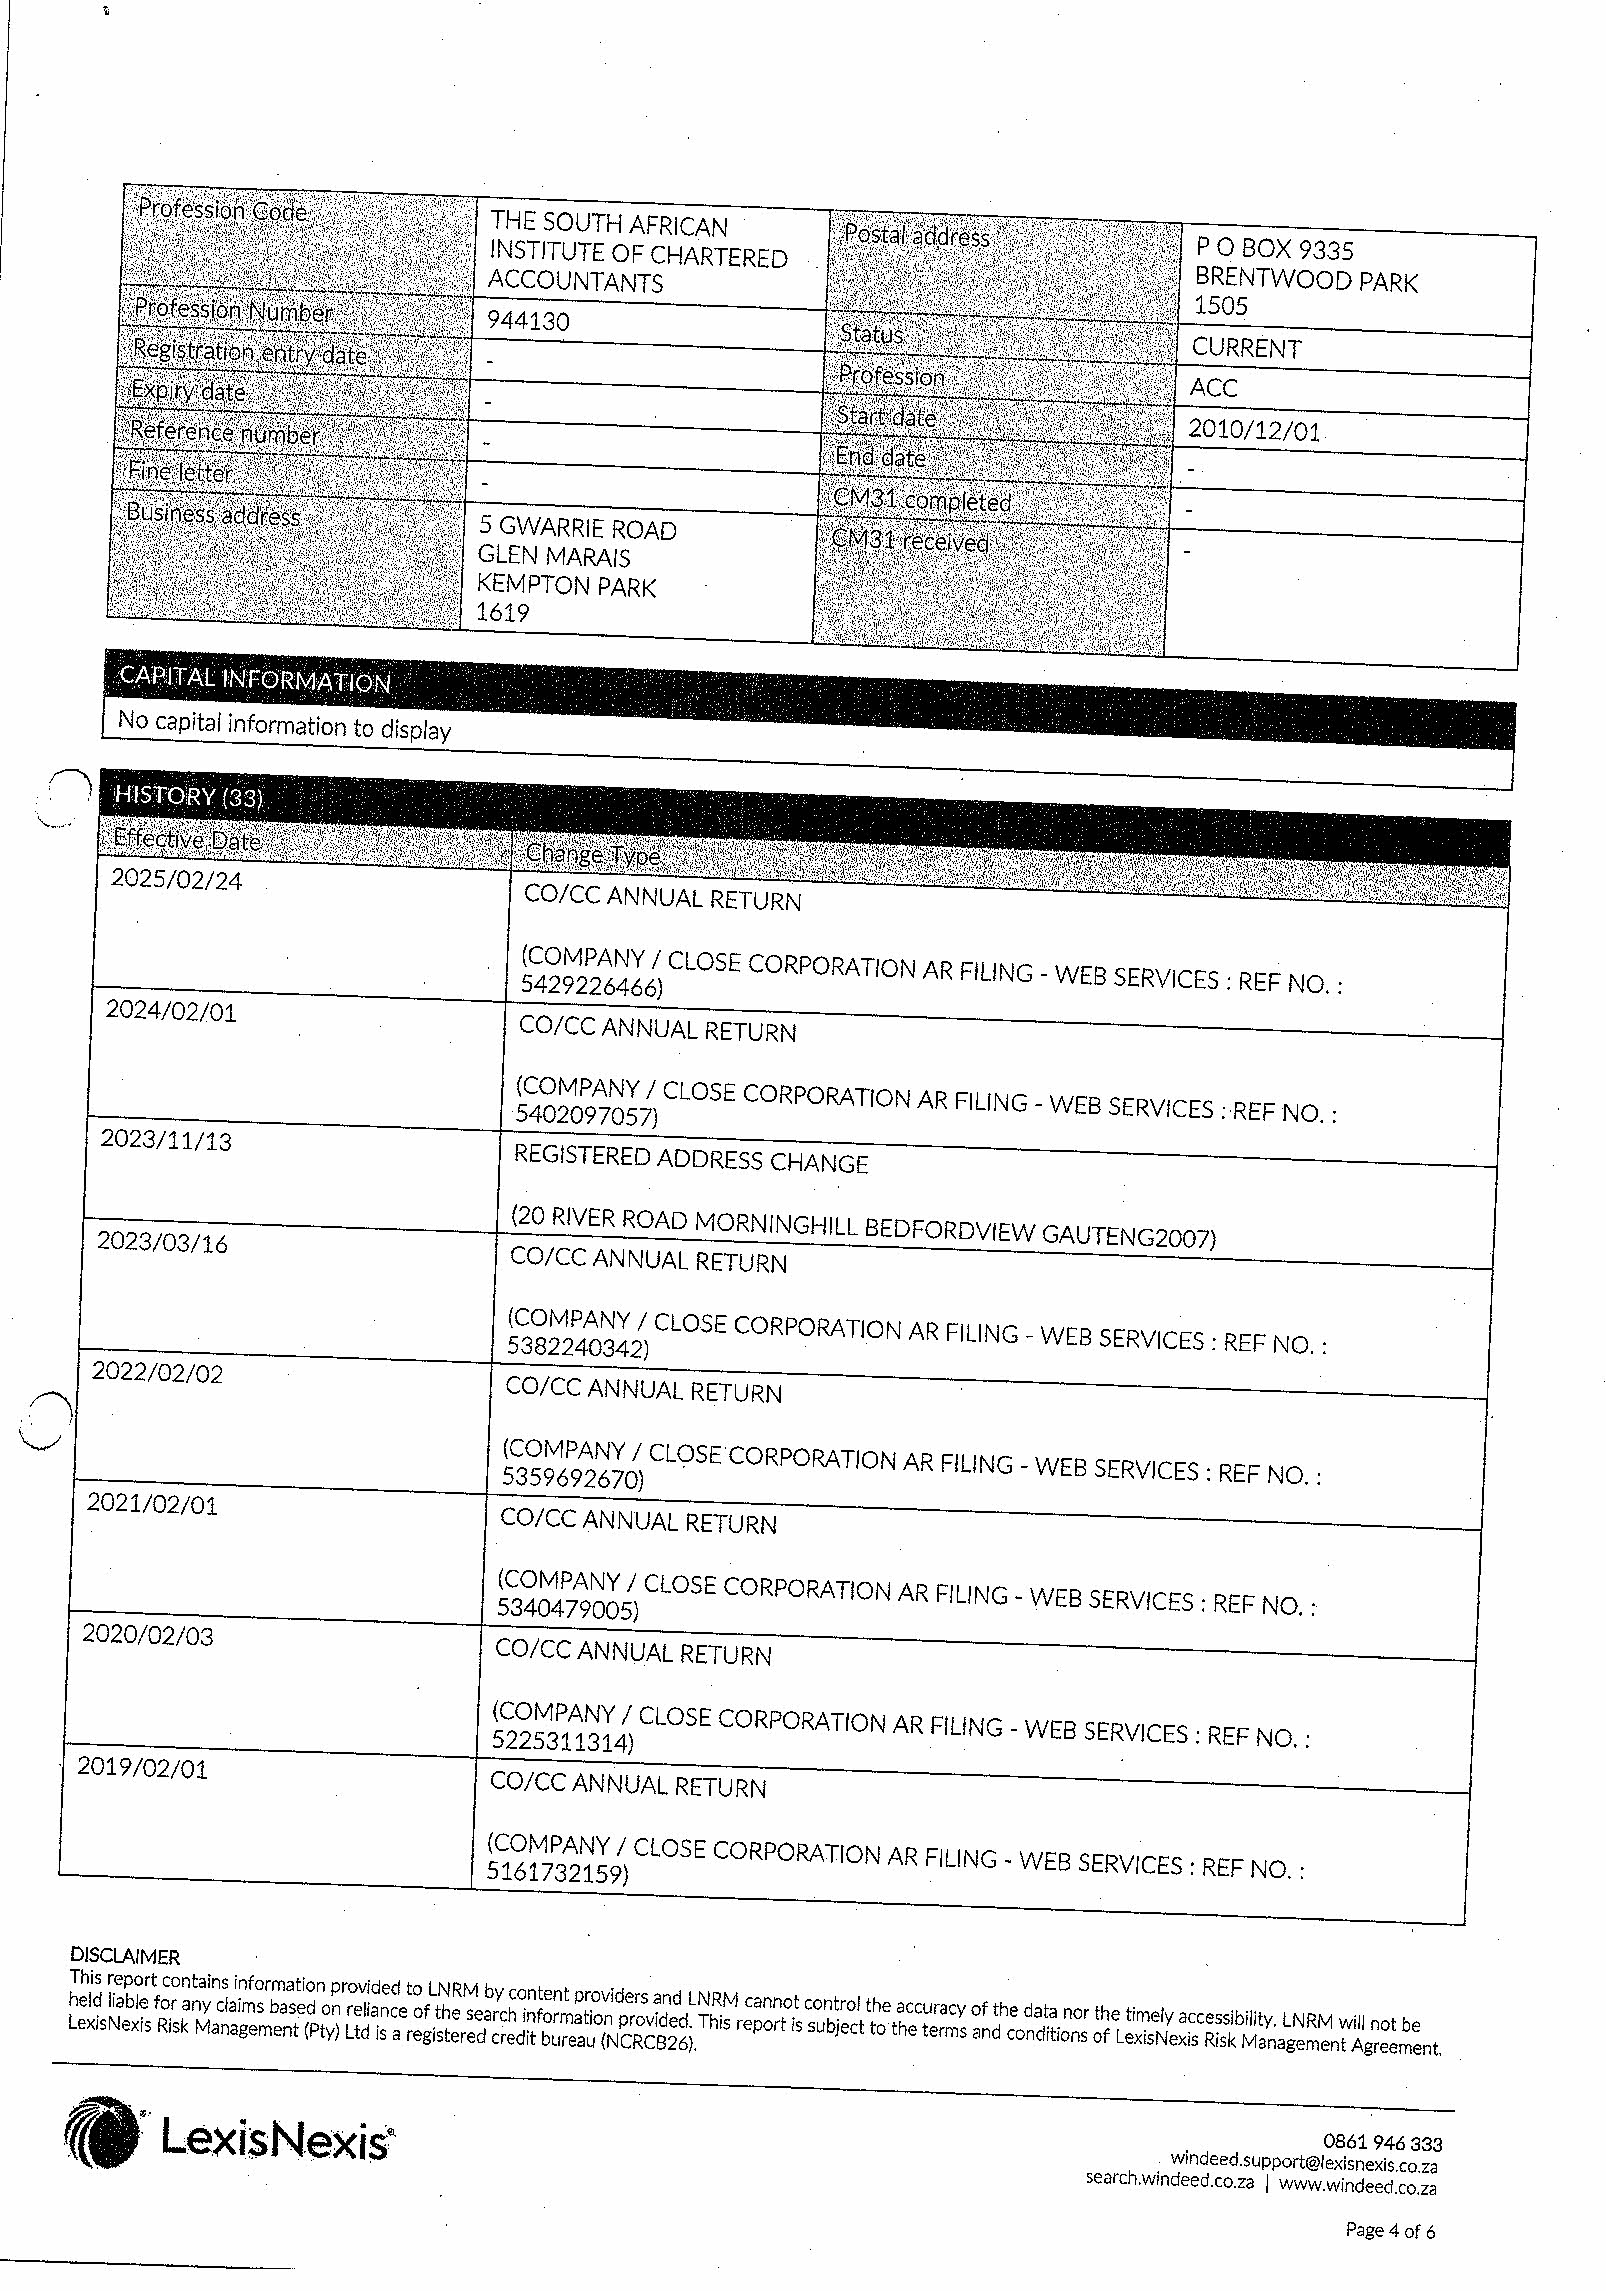 Profession Code THE SOUTH AFRICAN Postal address P O BOX 9335
INSTITUTE OF CHARTERED BRENTWOOD PARK
ACCOUNTANTS 1505
Profession Number 944130 Status CURRENT
Registration entry date - Profession ACC
Expiry date - Start date 2010/12/01
Reference number - End date -
Fine letter - CM31 completed -
Business address 5 GWARRIE ROAD CM31 received -
GLEN MARAIS
KEMPTON PARK
1619
CAPITAL INFORMATION
No capital information to display
HISTORY (33)
Effective Date Change Type
2025/02/24 CO/CC ANNUAL RETURN
(COMPANY / CLOSE CORPORATION AR FILING - WEB SERVICES : REF NO. :
5429226466)
2024/02/01 CO/CC ANNUAL RETURN
(COMPANY / CLOSE CORPORATION AR FILING - WEB SERVICES : REF NO. :
5402097057)
2023/11/13 REGISTERED ADDRESS CHANGE
(20 RIVER ROAD MORNINGHILL BEDFORDVIEW GAUTENG2007)
2023/03/16 CO/CC ANNUAL RETURN
(COMPANY / CLOSE CORPORATION AR FILING - WEB SERVICES : REF NO. :
5382240342)
2022/02/02 CO/CC ANNUAL RETURN
(COMPANY / CLOSE CORPORATION AR FILING - WEB SERVICES : REF NO. :
5359692670)
2021/02/01 CO/CC ANNUAL RETURN
(COMPANY / CLOSE CORPORATION AR FILING - WEB SERVICES : REF NO. :
5340479005)
2020/02/03 CO/CC ANNUAL RETURN
(COMPANY / CLOSE CORPORATION AR FILING - WEB SERVICES : REF NO. :
5225311314)
2019/02/01 CO/CC ANNUAL RETURN
(COMPANY / CLOSE CORPORATION AR FILING - WEB SERVICES : REF NO. :
5161732159)
DISCLAIMER
This report contains information provided to LNRM by content providers and LNRM cannot control the accuracy of the data nor the timely accessibility. LNRM will not be
held liable for any claims based on reliance of the search information provided. This report is subject to the terms and conditions of LexisNexis Risk Management Agreement.
LexisNexis Risk Management (Pty) Ltd is a registered credit bureau (NCRCB26).
LexisNexis®
0861 946 333
windeed.support@lexisnexis.co.za
search.windeed.co.za | www.windeed.co.za
Page 4 of 6